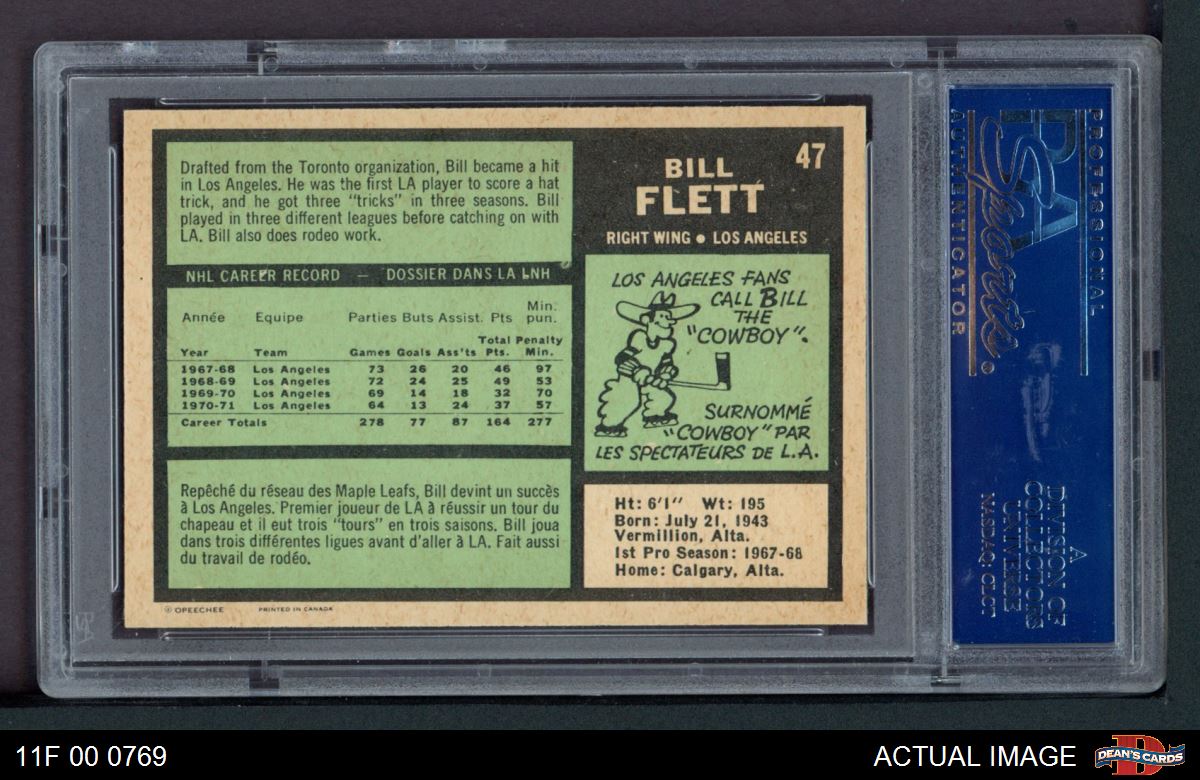 Drafted from the Toronto organization, Bill became a hit
in Los Angeles. He was the first LA player to score a hat
trick, and he got three "tricks" in three seasons. Bill
played in three different leagues before catching on with
LA. Bill also does rodeo work.
NHL CAREER RECORD — DOSSIER DANS LA LNH
Année Equipe Parties Buts Assist. Pts Min. pun.
Year Team Games Goals Ass'ts Total Pts. Penalty Min.
1967-68 Los Angeles 73 26 20 46 97
1968-69 Los Angeles 72 24 25 49 53
1969-70 Los Angeles 69 14 18 32 70
1970-71 Los Angeles 64 13 24 37 57
Career Totals 278 77 87 164 277
Repêché du réseau des Maple Leafs, Bill devint un succès
à Los Angeles. Premier joueur de LA à réussir un tour du
chapeau et il eut trois "tours" en trois saisons. Bill joua
dans trois différentes ligues avant d'aller à LA. Fait aussi
du travail de rodéo.
© OPEECHEE PRINTED IN CANADA
47
BILL
FLETT
RIGHT WING • LOS ANGELES
LOS ANGELES FANS
CALL BILL
THE
"COWBOY".
SURNOMMÉ
"COWBOY" PAR
LES SPECTATEURS DE L.A.
Ht: 6'1" Wt: 195
Born: July 21, 1943
Vermillion, Alta.
1st Pro Season: 1967-68
Home: Calgary, Alta.
PROFESSIONAL
PSA
Sports
AUTHENTICATOR
®
A
DIVISION OF
COLLECTORS
UNIVERSE
NASDAQ: CLCT
PSA
11F 00 0769
ACTUAL IMAGE
D
DEAN'S CARDS